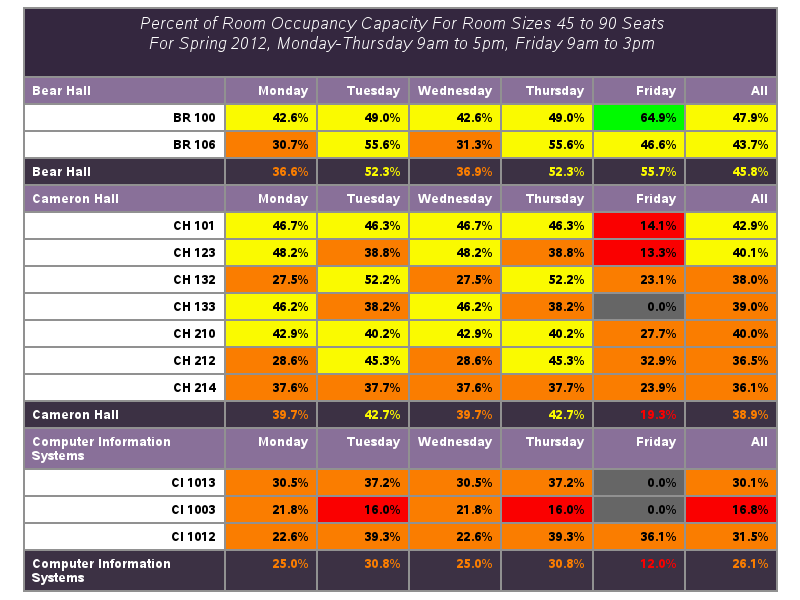 Percent of Room Occupancy Capacity For Room Sizes 45 to 90 Seats
For Spring 2012, Monday-Thursday 9am to 5pm, Friday 9am to 3pm
Bear Hall Monday Tuesday Wednesday Thursday Friday All
BR 100 42.6% 49.0% 42.6% 49.0% 64.9% 47.9%
BR 106 30.7% 55.6% 31.3% 55.6% 46.6% 43.7%
Bear Hall 36.6% 52.3% 36.9% 52.3% 55.7% 45.8%
Cameron Hall Monday Tuesday Wednesday Thursday Friday All
CH 101 46.7% 46.3% 46.7% 46.3% 14.1% 42.9%
CH 123 48.2% 38.8% 48.2% 38.8% 13.3% 40.1%
CH 132 27.5% 52.2% 27.5% 52.2% 23.1% 38.0%
CH 133 46.2% 38.2% 46.2% 38.2% 0.0% 39.0%
CH 210 42.9% 40.2% 42.9% 40.2% 27.7% 40.0%
CH 212 28.6% 45.3% 28.6% 45.3% 32.9% 36.5%
CH 214 37.6% 37.7% 37.6% 37.7% 23.9% 36.1%
Cameron Hall 39.7% 42.7% 39.7% 42.7% 19.3% 38.9%
Computer Information Monday Tuesday Wednesday Thursday Friday All
Systems
CI 1013 30.5% 37.2% 30.5% 37.2% 0.0% 30.1%
CI 1003 21.8% 16.0% 21.8% 16.0% 0.0% 16.8%
CI 1012 22.6% 39.3% 22.6% 39.3% 36.1% 31.5%
Computer Information 25.0% 30.8% 25.0% 30.8% 12.0% 26.1%
Systems